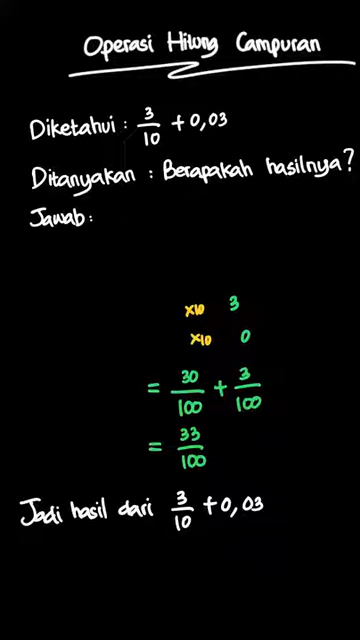 Operasi Hitung Campuran
Diketahui : 3/10 + 0,03
Ditanyakan : Berapakah hasilnya?
Jawab :
x10 3
x10 0
= 30/100 + 3/100
= 33/100
Jadi hasil dari 3/10 + 0,03